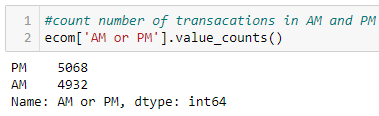 1 #count number of transacations in AM and PM
2 ecom['AM or PM'].value_counts()
PM 5068
AM 4932
Name: AM or PM, dtype: int64